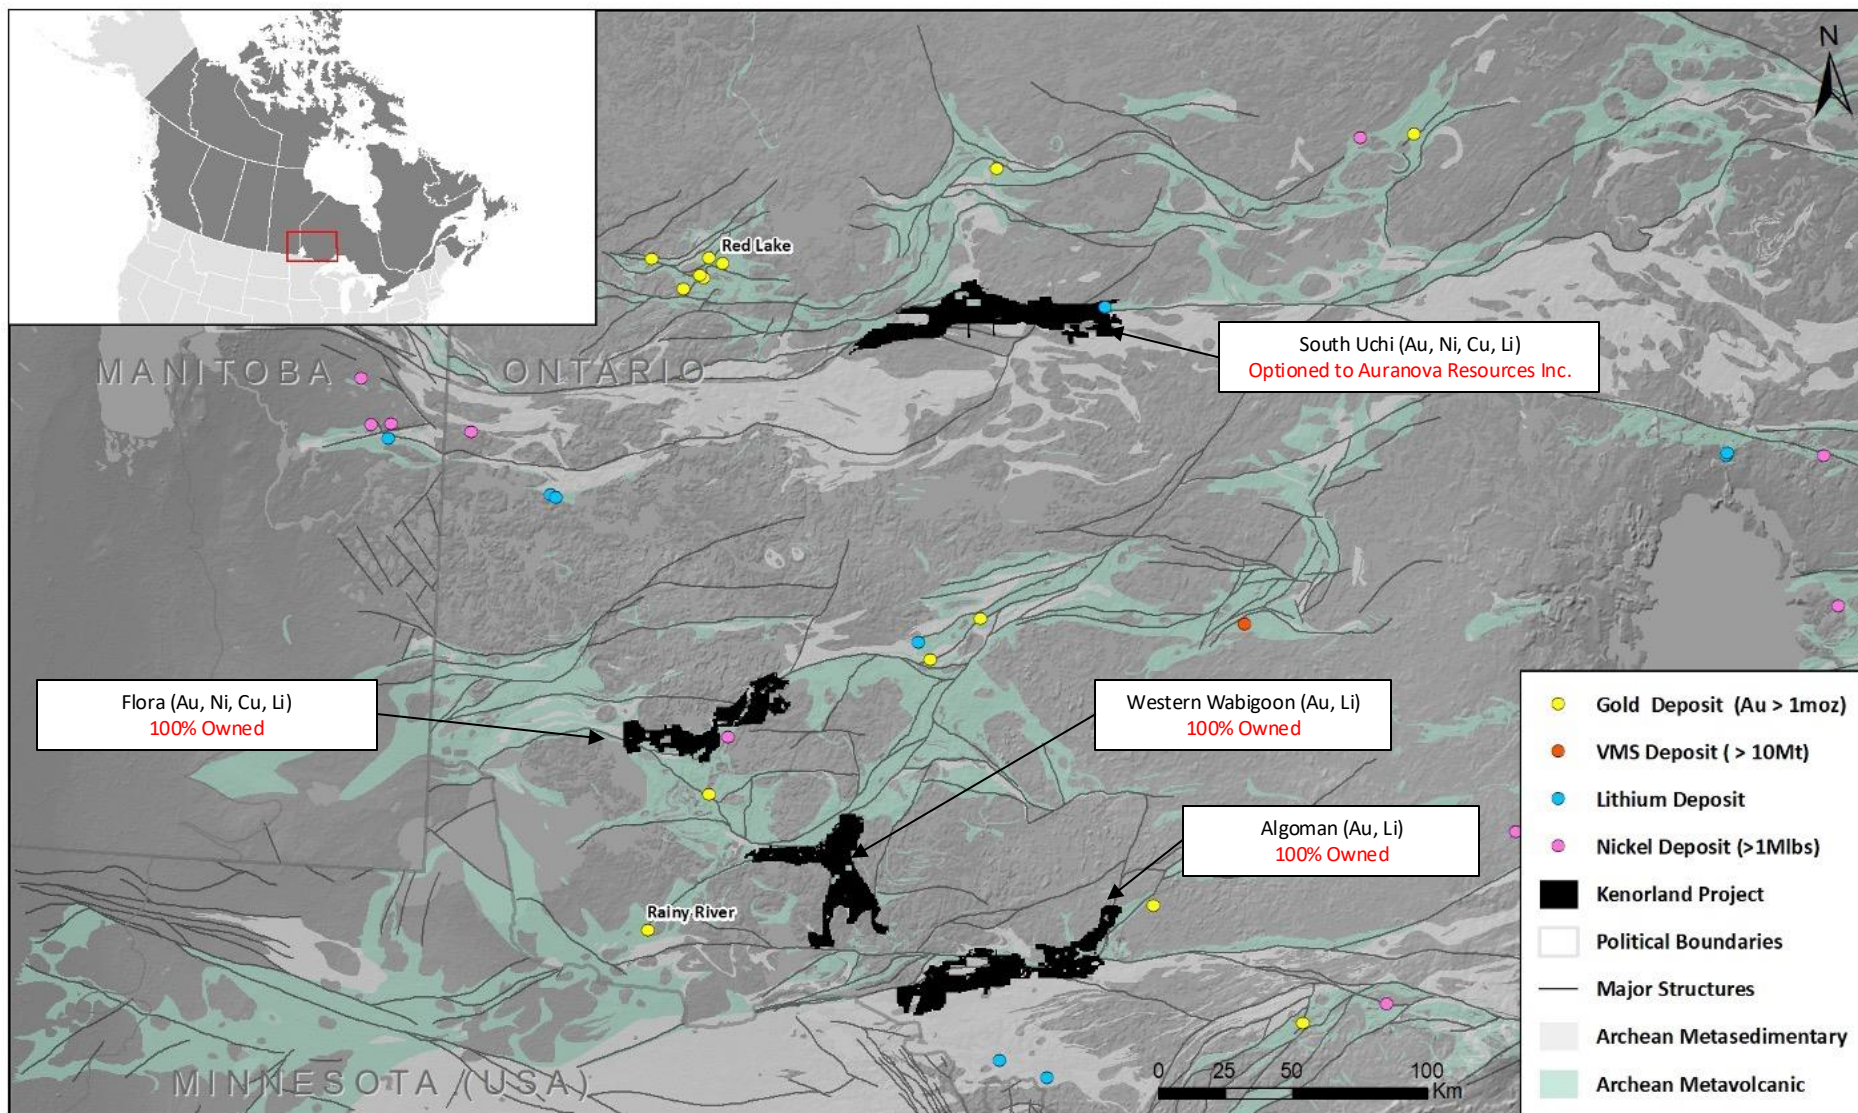 N
Red Lake
MANITOBA
ONTARIO
South Uchi (Au, Ni, Cu, Li)
Optioned to Auranova Resources Inc.
Flora (Au, Ni, Cu, Li)
100% Owned
Western Wabigoon (Au, Li)
100% Owned
Algoman (Au, Li)
100% Owned
Rainy River
MINNESOTA (USA)
0 25 50 100
Km
Gold Deposit (Au > 1moz)
VMS Deposit ( > 10Mt)
Lithium Deposit
Nickel Deposit (>1Mlbs)
Kenorland Project
Political Boundaries
Major Structures
Archean Metasedimentary
Archean Metavolcanic